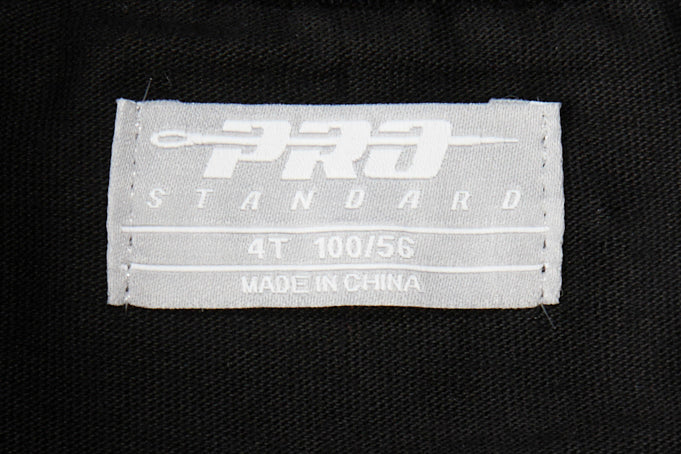 PRO
STANDARD
4T 100/56
MADE IN CHINA